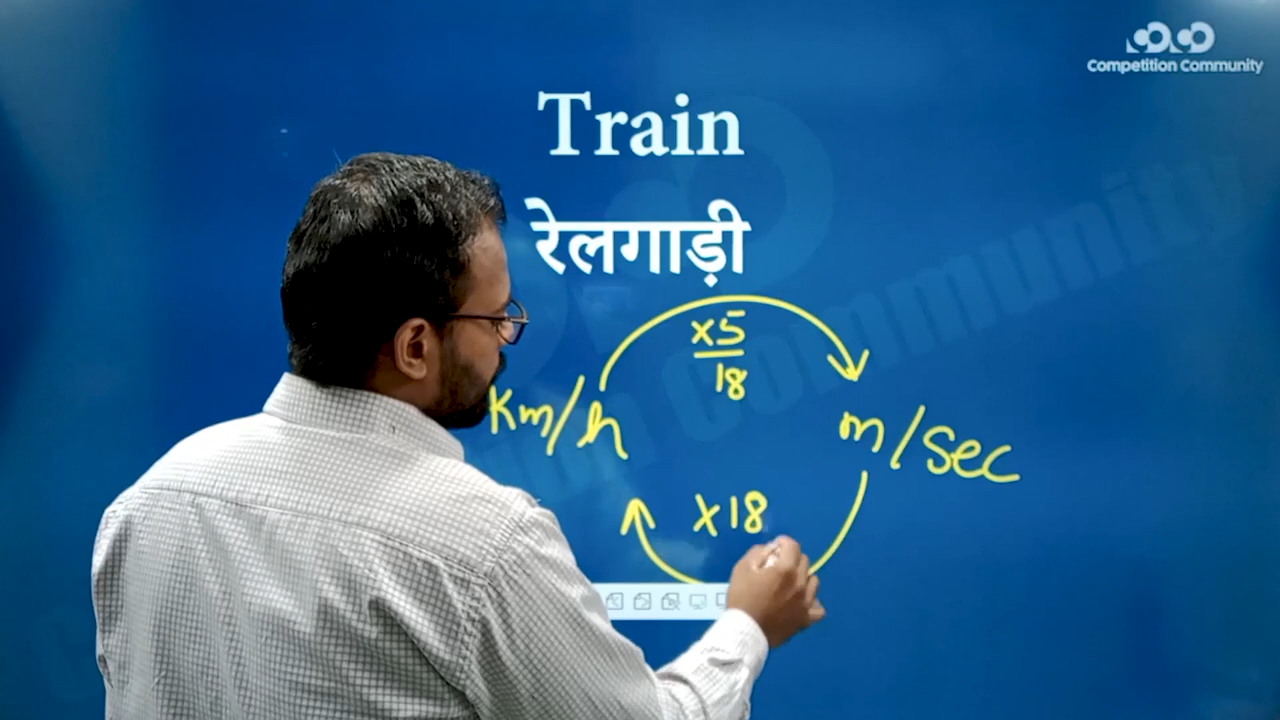 Competition Community
Train
रेलगाड़ी
×5
18
Km/h
m/sec
×18